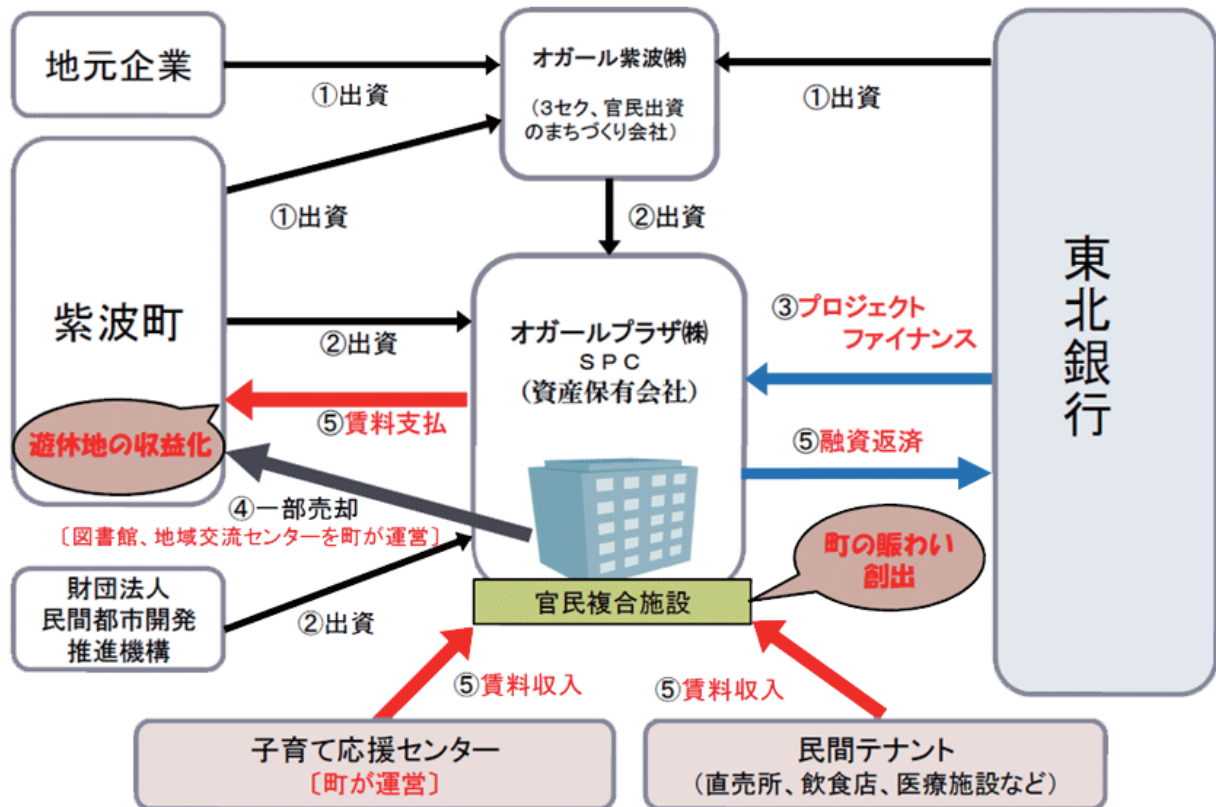 地元企業
①出資
オガール紫波㈱
(3セク、官民出資
のまちづくり会社)
①出資
①出資
②出資
紫波町
②出資
オガールプラザ㈱
SPC
(資産保有会社)
③プロジェクト
ファイナンス
東北銀行
⑤賃料支払
遊休地の収益化
⑤融資返済
④一部売却
〔図書館、地域交流センターを町が運営〕
町の賑わい
創出
財団法人
民間都市開発
推進機構
②出資
官民複合施設
⑤賃料収入
⑤賃料収入
子育て応援センター
〔町が運営〕
民間テナント
(直売所、飲食店、医療施設など)